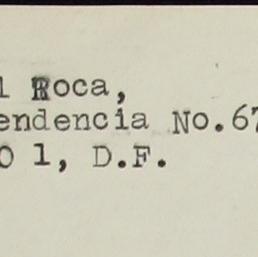 l Roca,
endencia No.67
O 1, D.F.